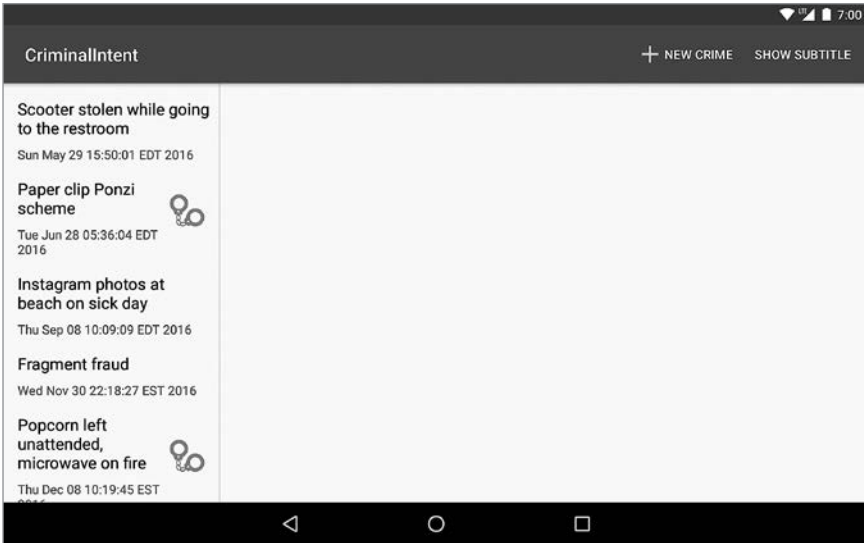 LTE 7:00
CriminalIntent
NEW CRIME SHOW SUBTITLE
Scooter stolen while going
to the restroom
Sun May 29 15:50:01 EDT 2016
Paper clip Ponzi
scheme
Tue Jun 28 05:36:04 EDT
2016
Instagram photos at
beach on sick day
Thu Sep 08 10:09:09 EDT 2016
Fragment fraud
Wed Nov 30 22:18:27 EST 2016
Popcorn left
unattended,
microwave on fire
Thu Dec 08 10:19:45 EST